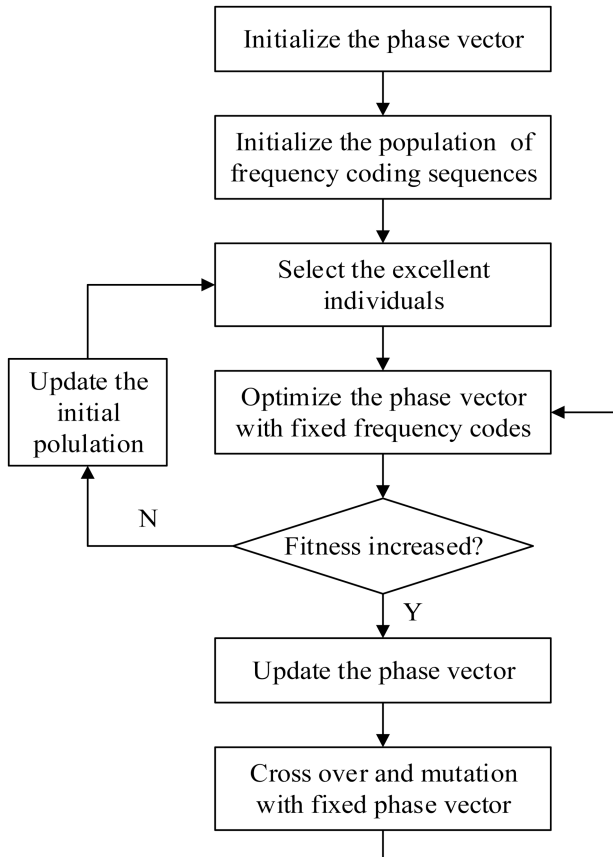 Initialize the phase vector
Initialize the population of
frequency coding sequences
Select the excellent
individuals
Update the
initial
polulation
Optimize the phase vector
with fixed frequency codes
N
Fitness increased?
Y
Update the phase vector
Cross over and mutation
with fixed phase vector